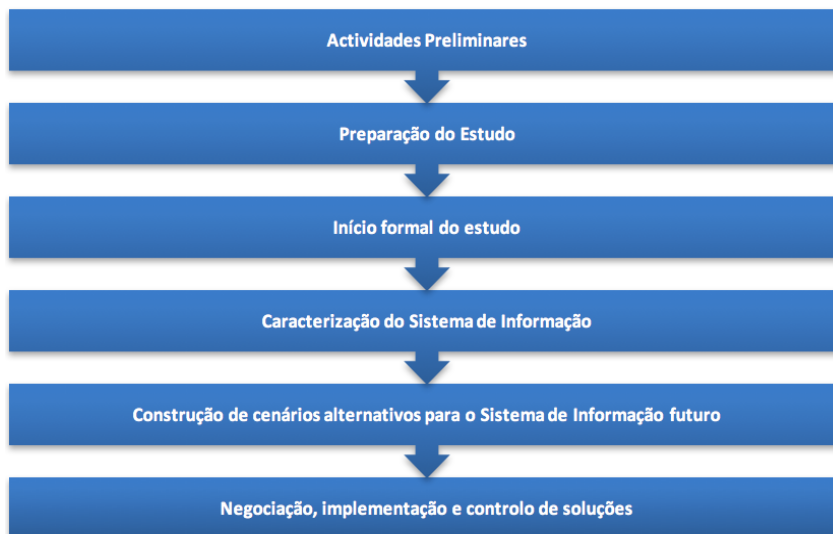 Actividades Preliminares
Preparação do Estudo
Início formal do estudo
Caracterização do Sistema de Informação
Construção de cenários alternativos para o Sistema de Informação futuro
Negociação, implementação e controlo de soluções